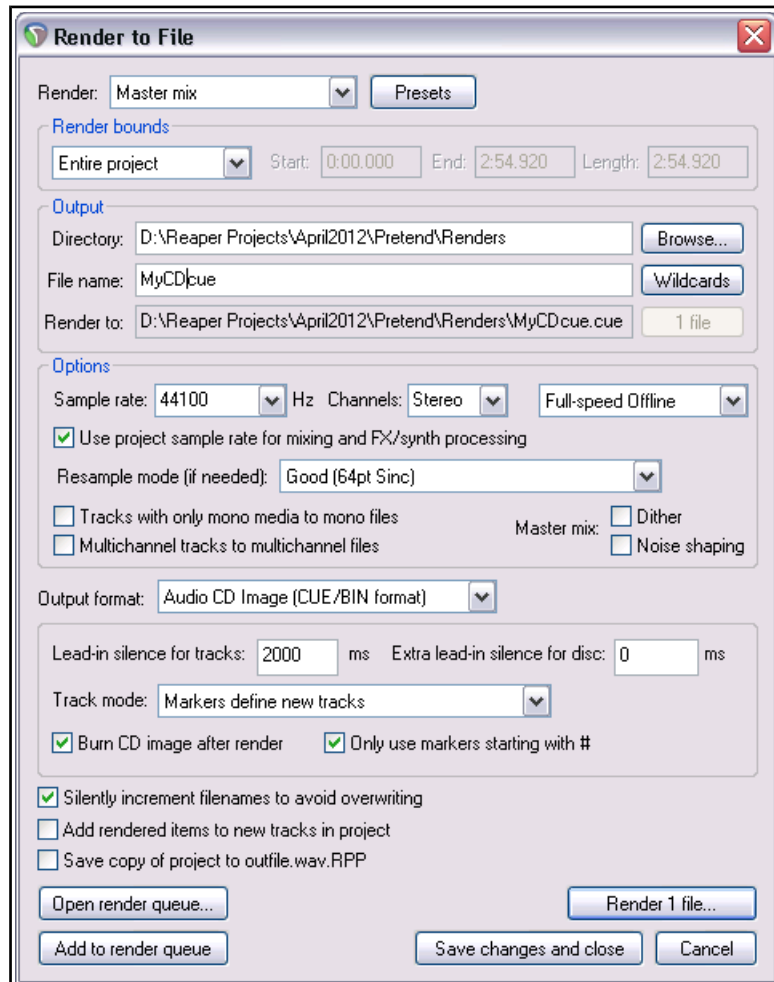 Render to File
Render: Master mix Presets
Render bounds
Entire project Start: 0:00.000 End: 2:54.920 Length: 2:54.920
Output
Directory: D:\Reaper Projects\April2012\Pretend\Renders Browse...
File name: MyCDcue Wildcards
Render to: D:\Reaper Projects\April2012\Pretend\Renders\MyCDcue.cue 1 file
Options
Sample rate: 44100 Hz Channels: Stereo Full-speed Offline
Use project sample rate for mixing and FX/synth processing
Resample mode (if needed): Good (64pt Sinc)
Tracks with only mono media to mono files
Multichannel tracks to multichannel files
Master mix:
Dither
Noise shaping
Output format: Audio CD Image (CUE/BIN format)
Lead-in silence for tracks: 2000 ms Extra lead-in silence for disc: 0 ms
Track mode: Markers define new tracks
Burn CD image after render Only use markers starting with #
Silently increment filenames to avoid overwriting
Add rendered items to new tracks in project
Save copy of project to outfile.wav.RPP
Open render queue... Render 1 file...
Add to render queue Save changes and close Cancel